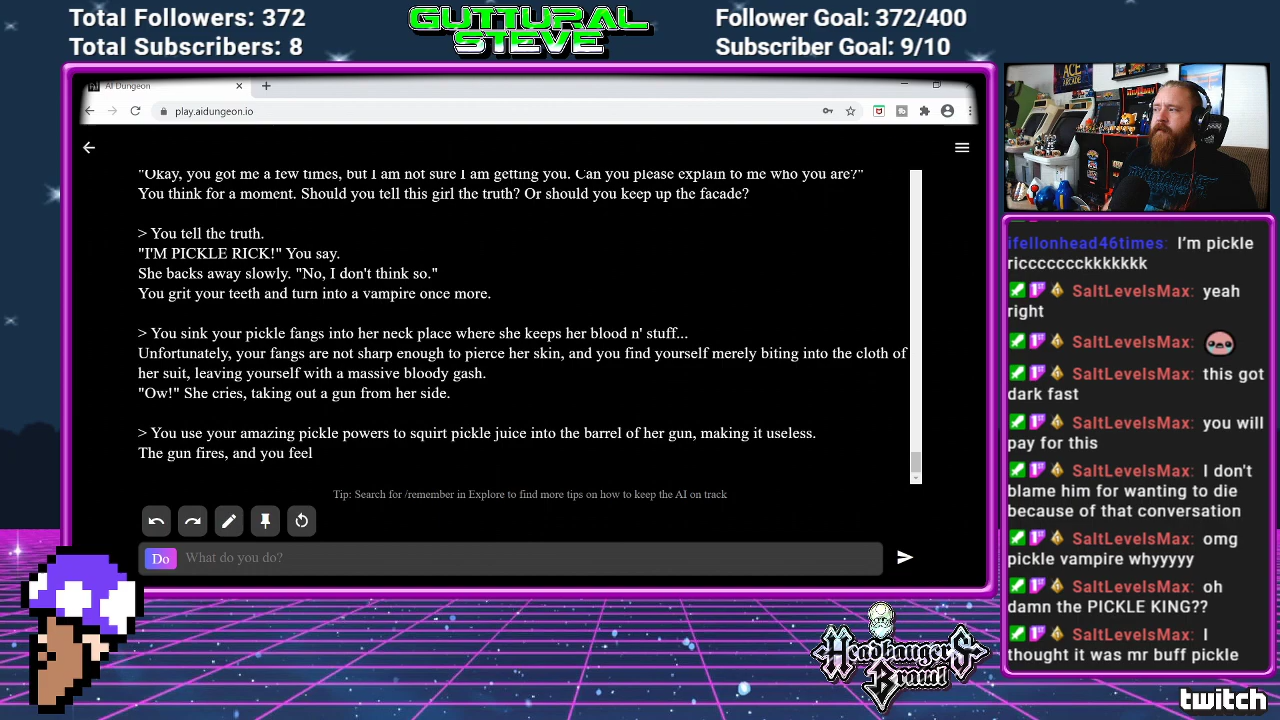 Total Followers: 372
Total Subscribers: 8
GUTTURAL
STEVE
Follower Goal: 372/400
Subscriber Goal: 9/10
AI Dungeon
play.aidungeon.io
"Okay, you got me a few times, but I am not sure I am getting you. Can you please explain to me who you are?"
You think for a moment. Should you tell this girl the truth? Or should you keep up the facade?
> You tell the truth.
"I'M PICKLE RICK!" You say.
She backs away slowly. "No, I don't think so."
You grit your teeth and turn into a vampire once more.
> You sink your pickle fangs into her neck place where she keeps her blood n' stuff...
Unfortunately, your fangs are not sharp enough to pierce her skin, and you find yourself merely biting into the cloth of
her suit, leaving yourself with a massive bloody gash.
"Ow!" She cries, taking out a gun from her side.
> You use your amazing pickle powers to squirt pickle juice into the barrel of her gun, making it useless.
The gun fires, and you feel
Tip: Search for /remember in Explore to find more tips on how to keep the AI on track
Do What do you do?
ACE
ifellonhead46times: I'm pickle
riccccccckkkkkkk
SaltLevelsMax: yeah
right
SaltLevelsMax:
SaltLevelsMax: this got
dark fast
SaltLevelsMax: you will
pay for this
SaltLevelsMax: I don't
blame him for wanting to die
because of that conversation
SaltLevelsMax: omg
pickle vampire whyyyyy
SaltLevelsMax: oh
damn the PICKLE KING??
SaltLevelsMax: I
thought it was mr buff pickle
Headbangers
Brawl
twitch